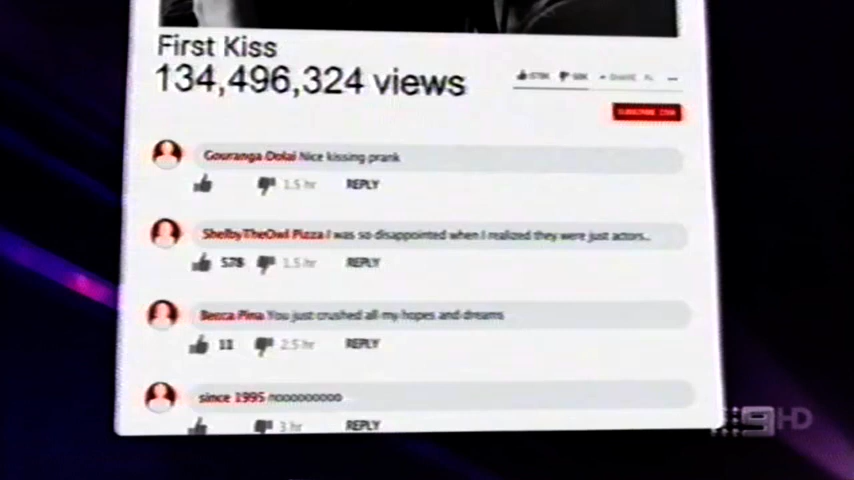 First Kiss
134,496,324 views
SHARE
Gouranga Dolai Nice kissing prank
1.5 hr REPLY
ShelbyTheOwl Pizza I was so disappointed when I realized they were just actors..
578 1.5 hr REPLY
Becca Pina You just crushed all my hopes and dreams
11 2.5 hr REPLY
since 1995 noooooooooo
3 hr REPLY
9HD